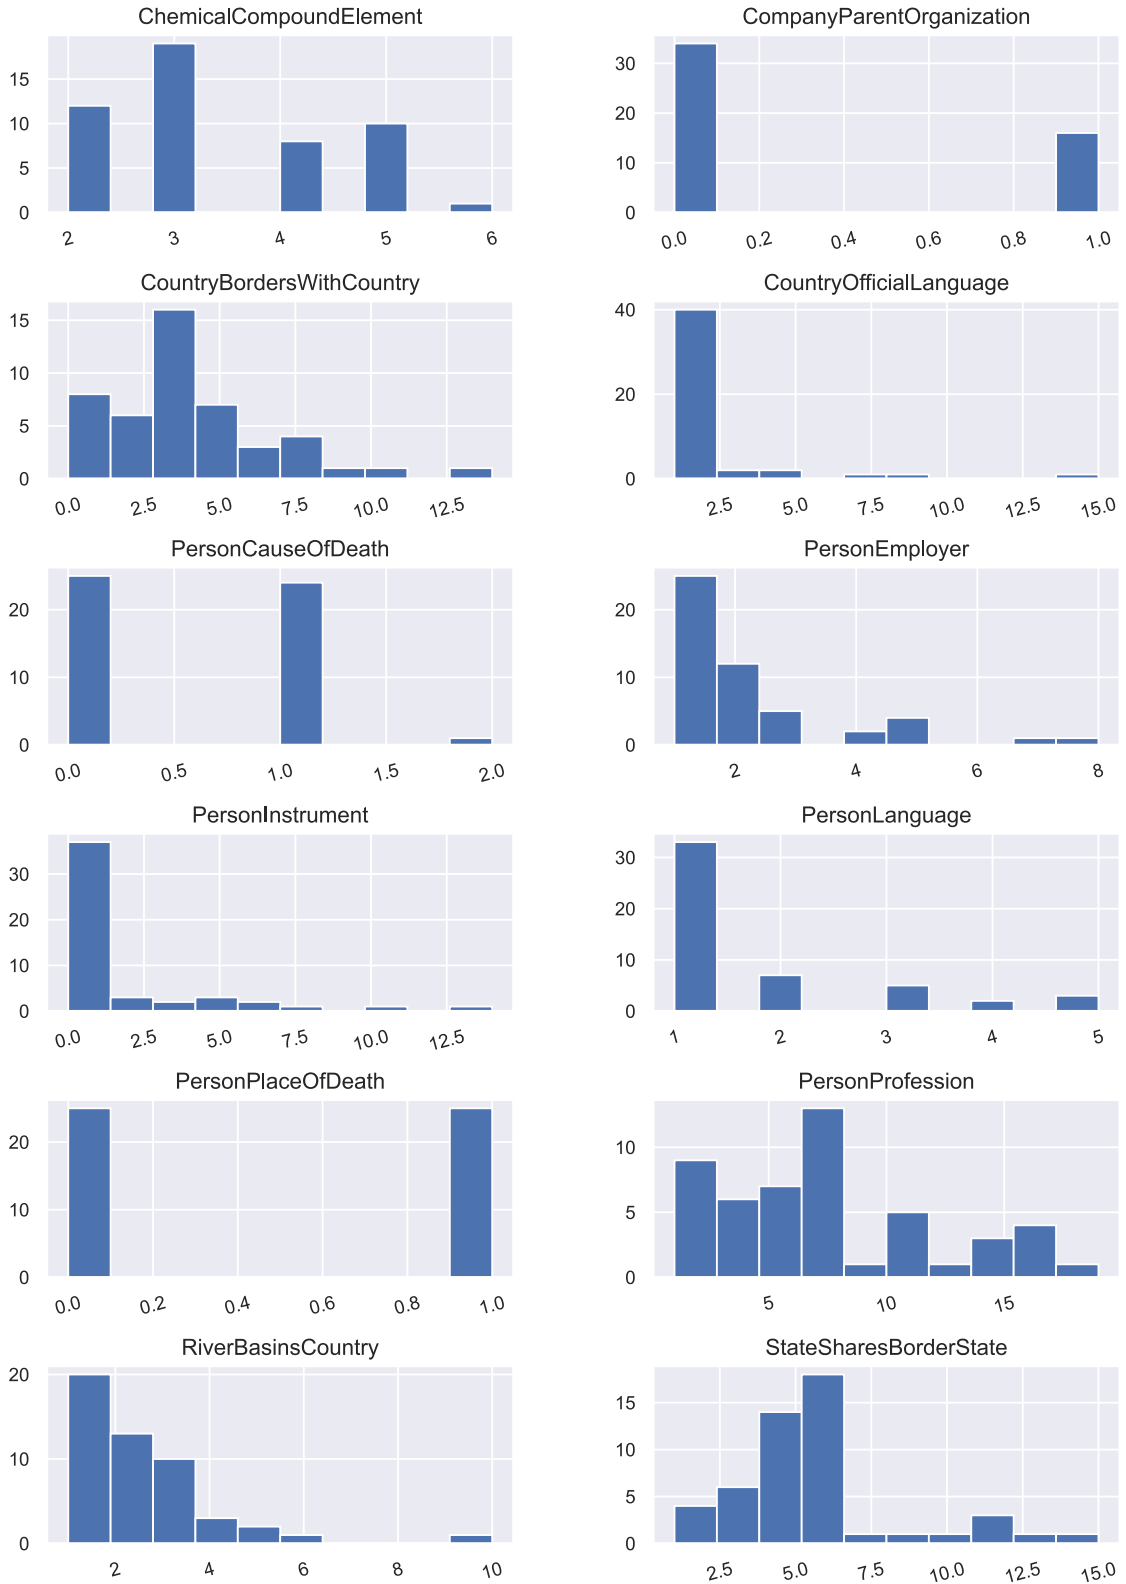 ChemicalCompoundElement
15
10
5
0
2 3 4 5 6
CompanyParentOrganization
30
20
10
0
0.0 0.2 0.4 0.6 0.8 1.0
CountryBordersWithCountry
15
10
5
0
0.0 2.5 5.0 7.5 10.0 12.5
CountryOfficialLanguage
40
20
0
2.5 5.0 7.5 10.0 12.5 15.0
PersonCauseOfDeath
20
10
0
0.0 0.5 1.0 1.5 2.0
PersonEmployer
20
10
0
2 4 6 8
PersonInstrument
30
20
10
0
0.0 2.5 5.0 7.5 10.0 12.5
PersonLanguage
30
20
10
0
1 2 3 4 5
PersonPlaceOfDeath
20
10
0
0.0 0.2 0.4 0.6 0.8 1.0
PersonProfession
10
5
0
5 10 15
RiverBasinsCountry
20
10
0
2 4 6 8 10
StateSharesBorderState
15
10
5
0
2.5 5.0 7.5 10.0 12.5 15.0